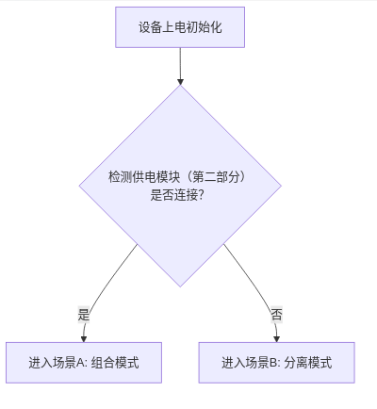 设备上电初始化
检测供电模块（第二部分）
是否连接？
是
否
进入场景A: 组合模式
进入场景B: 分离模式